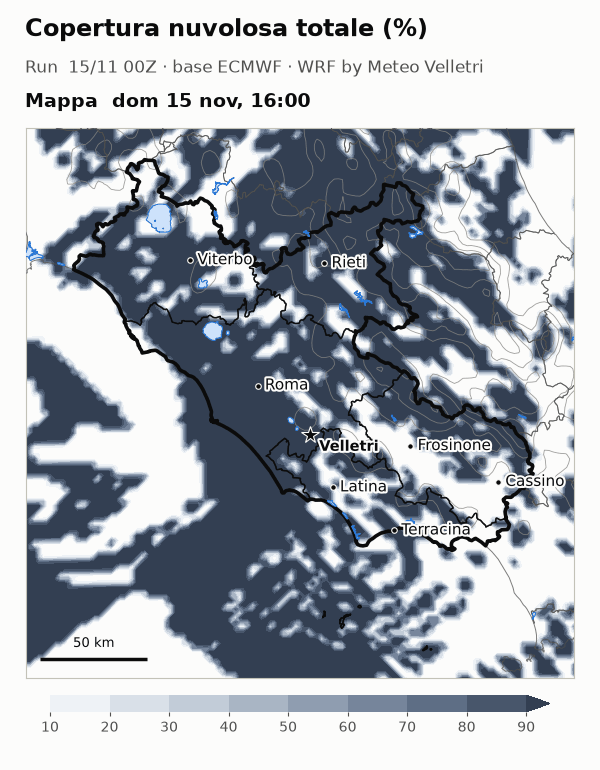 Copertura nuvolosa totale (%)
Run  15/11 00Z · base ECMWF · WRF by Meteo Velletri
Mappa  dom 15 nov, 16:00
Viterbo
Rieti
Roma
Velletri
Frosinone
Cassino
Latina
Terracina
50 km
10 20 30 40 50 60 70 80 90